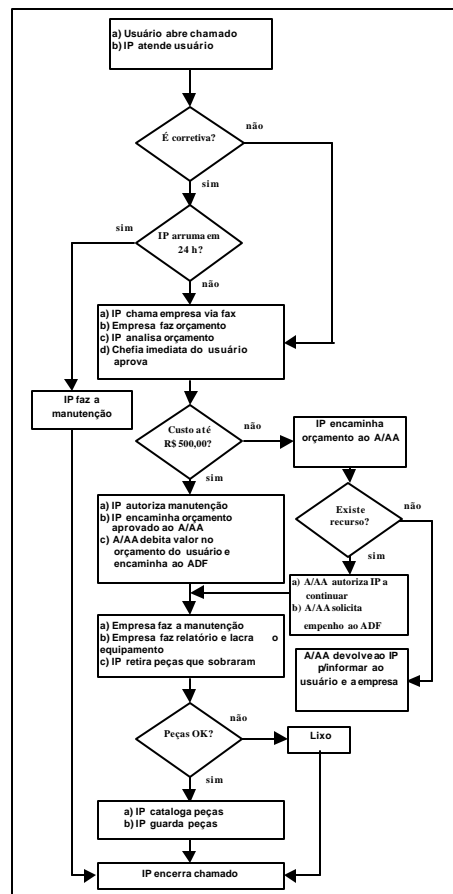 a) Usuário abre chamado
b) IP atende usuário
É corretiva?
não
sim
IP arruma em
24 h?
sim
não
a) IP chama empresa via fax
b) Empresa faz orçamento
c) IP analisa orçamento
d) Chefia imediata do usuário
aprova
IP faz a
manutenção
Custo até
R$ 500,00?
não
sim
IP encaminha
orçamento ao A/AA
Existe
recurso?
não
sim
a) IP autoriza manutenção
b) IP encaminha orçamento
aprovado ao A/AA
c) A/AA debita valor no
orçamento do usuário e
encaminha ao ADF
a) A/AA autoriza IP a
continuar
b) A/AA solicita
empenho ao ADF
a) Empresa faz a manutenção
b) Empresa faz relatório e lacra o
equipamento
c) IP retira peças que sobraram
A/AA devolve ao IP
p/informar ao
usuário e a empresa
Peças OK?
não
sim
Lixo
a) IP cataloga peças
b) IP guarda peças
IP encerra chamado